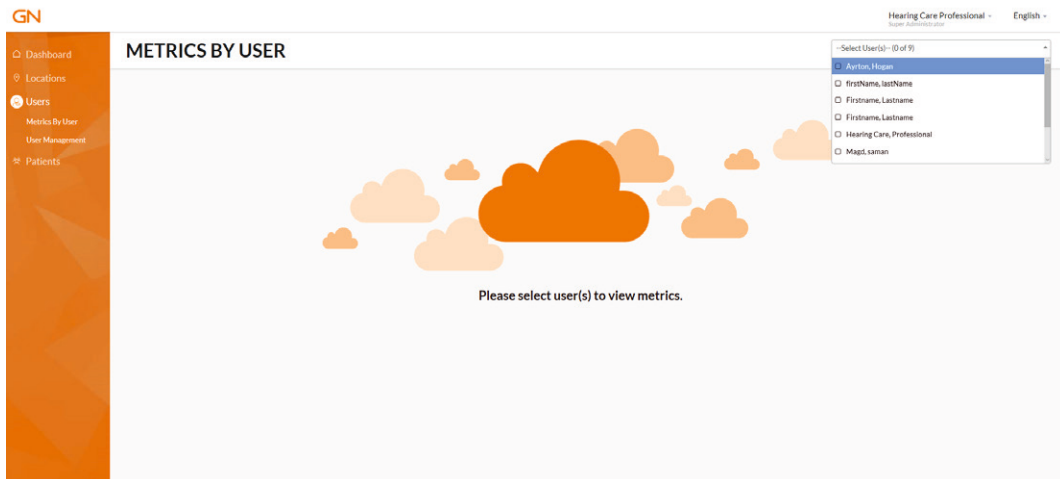 GN
Hearing Care Professional
Super Administrator
English
Dashboard
Locations
Users
Metrics By User
User Management
Patients
METRICS BY USER
--Select User(s)-- (0 of 9)
Ayrton, Hogan
firstName, lastName
Firstname, Lastname
Firstname, Lastname
Hearing Care, Professional
Magd, saman
Please select user(s) to view metrics.